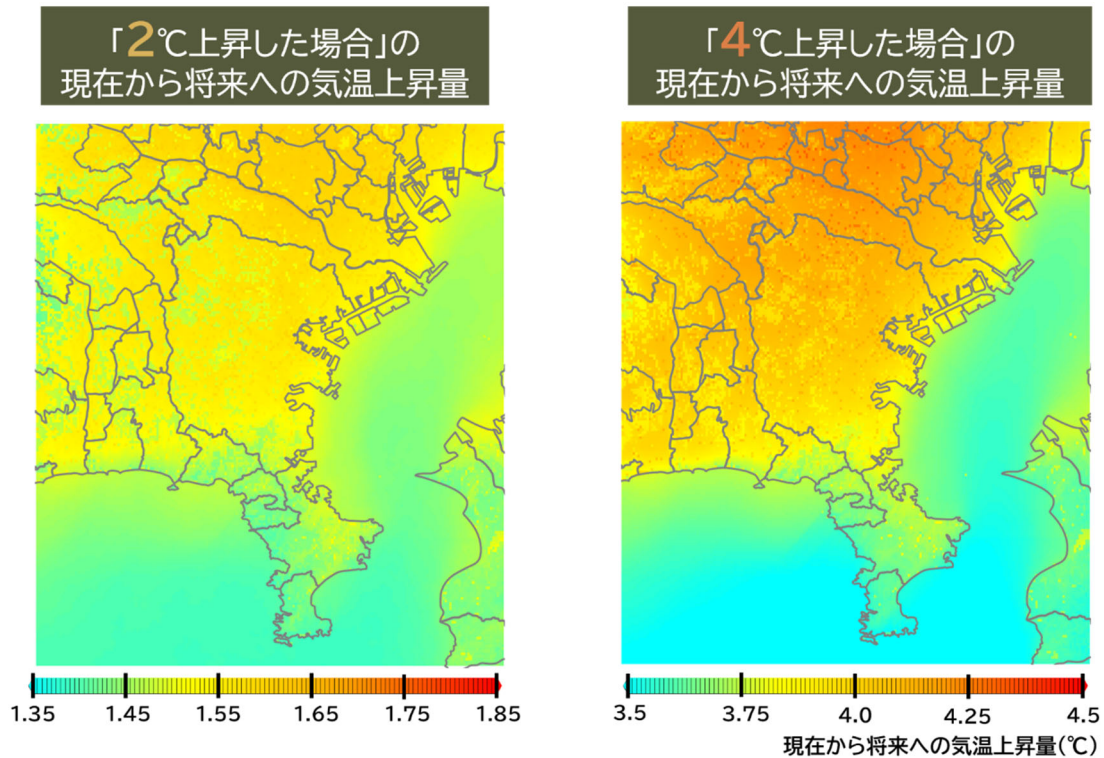 「2℃上昇した場合」の
現在から将来への気温上昇量
「4℃上昇した場合」の
現在から将来への気温上昇量
1.35 1.45 1.55 1.65 1.75 1.85
3.5 3.75 4.0 4.25 4.5
現在から将来への気温上昇量(℃)